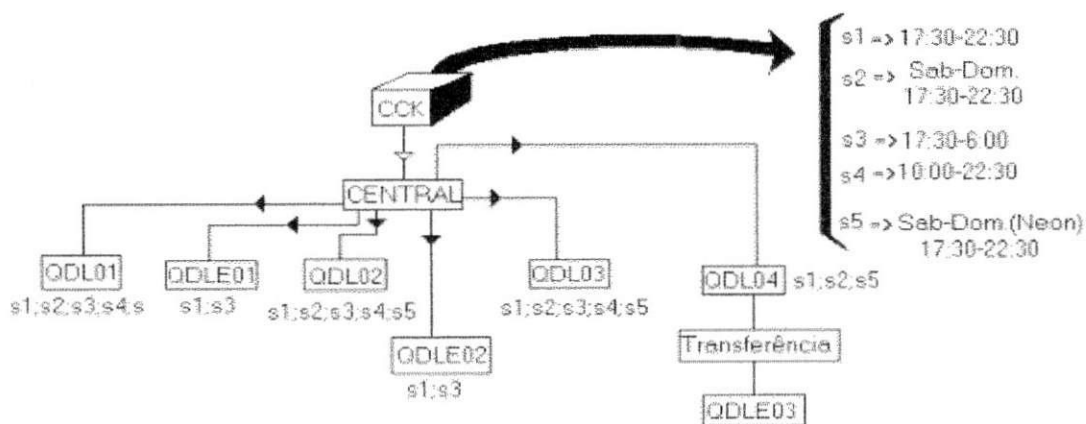 s1 => 17:30-22:30
s2 => Sab-Dom.
17:30-22:30
s3 => 17:30-6:00
s4 => 10:00-22:30
s5 => Sab-Dom.(Neon)
17:30-22:30
CCK
CENTRAL
QDL01
s1;s2;s3;s4;s
QDLE01
s1;s3
QDL02
s1;s2;s3;s4;s5
QDLE02
s1;s3
QDL03
s1;s2;s3;s4;s5
QDL04 s1;s2;s5
Transferência
QDLE03